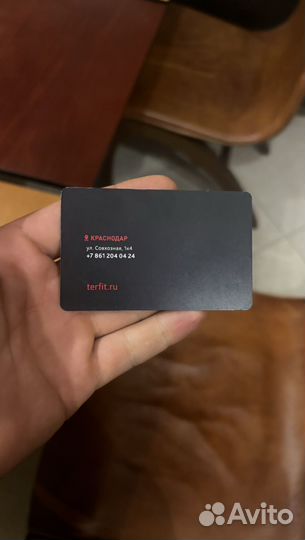 КРАСНОДАР
ул. Совхозная, 1к4
+7 861 204 04 24
terfit.ru
Avito